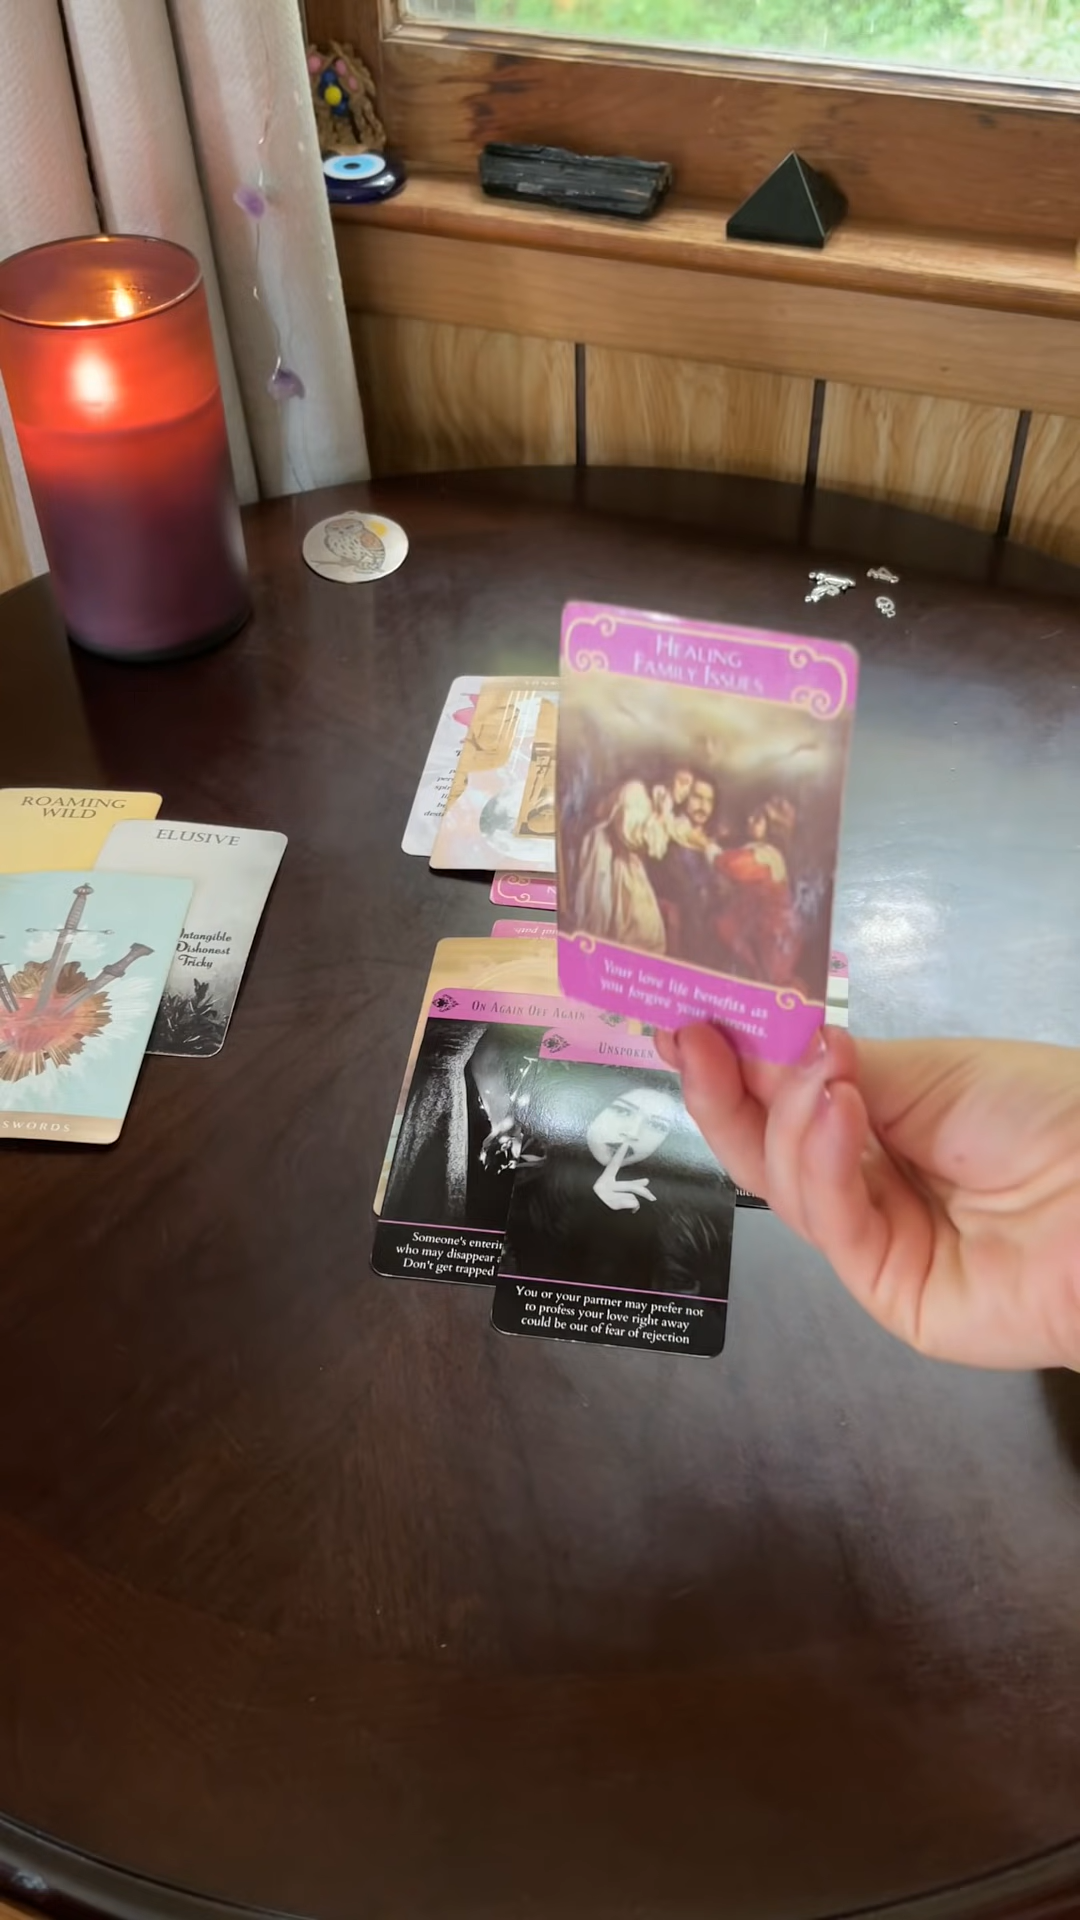 HEALING
FAMILY ISSUES
Your love life benefits as
you forgive your parents.
ROAMING
WILD
ELUSIVE
Intangible
Dishonest
Tricky
SWORDS
ON AGAIN OFF AGAIN
Someone's enterin
who may disappear a
Don't get trapped
UNSPOKEN
You or your partner may prefer not
to profess your love right away
could be out of fear of rejection